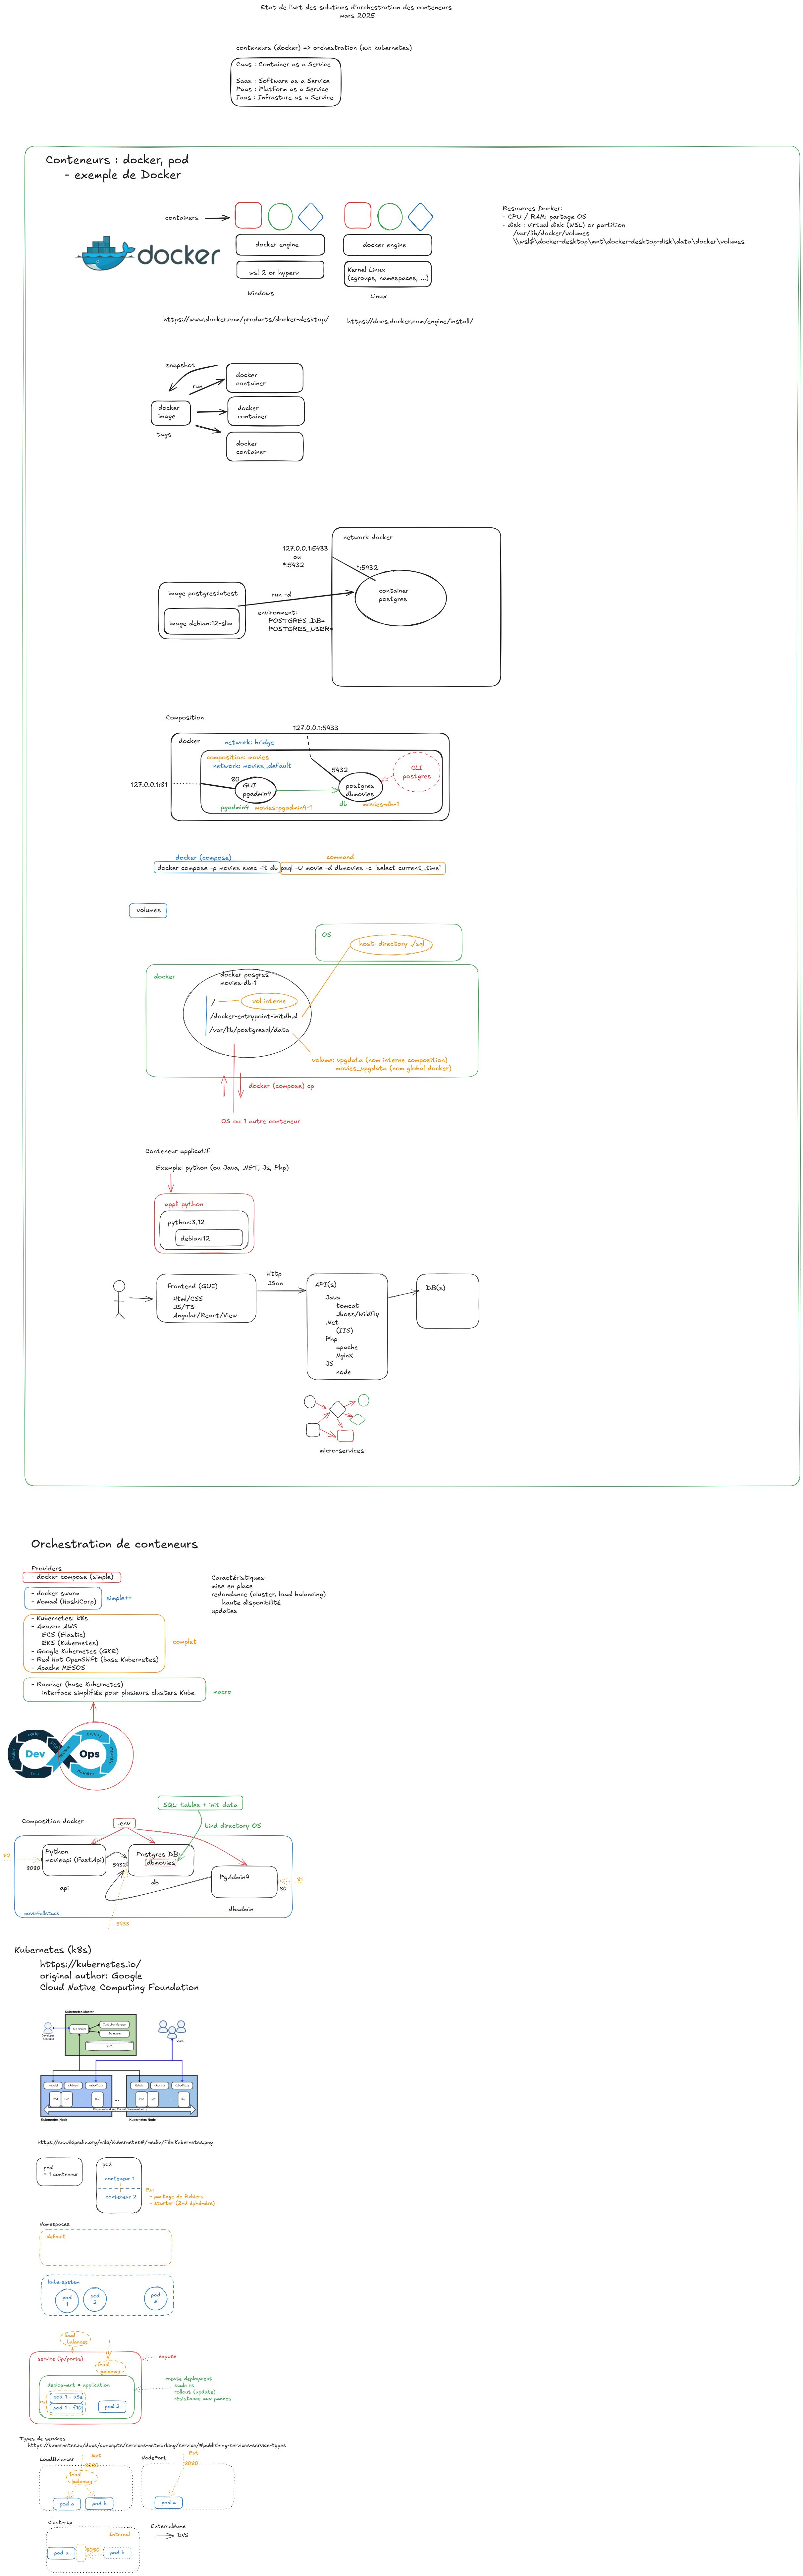 Etat de l'art des solutions d'orchestration des conteneurs
mars 2025
conteneurs (docker) => orchestration (ex: kubernetes)
Caas : Container as a Service
Saas : Software as a Service
Paas : Platform as a Service
Iaas : Infrasture as a Service
Conteneurs : docker, pod
- exemple de Docker
containers
docker
docker engine
wsl 2 or hyperv
Windows
docker engine
Kernel Linux
(cgroups, namespaces, ...)
Linux
Resources Docker:
- CPU / RAM: partage OS
- disk : virtual disk (WSL) or partition
/var/lib/docker/volumes
\\wsl$\docker-desktop\mnt\docker-desktop-disk\data\docker\volumes
https://www.docker.com/products/docker-desktop/
https://docs.docker.com/engine/install/
snapshot
run
docker
image
tags
docker
container
docker
container
docker
container
network docker
127.0.0.1:5433
ou
*:5432
*:5432
container
postgres
image postgres:latest
image debian:12-slim
run -d
environment:
POSTGRES_DB=
POSTGRES_USER=
Composition
127.0.0.1:5433
docker
network: bridge
composition: movies
network: movies_default
127.0.0.1:81
80
GUI
pgadmin4
5432
postgres
dbmovies
CLI
postgres
pgadmin4
movies-pgadmin4-1
db
movies-db-1
docker (compose)
command
docker compose -p movies exec -it db psql -U movie -d dbmovies -c "select current_time"
volumes
OS
host: directory ./sql
docker
docker posgres
movies-db-1
/
vol interne
/docker-entrypoint-initdb.d
/var/lib/postgresql/data
volume: vpgdata (nom interne composition)
movies_vpgdata (nom global docker)
docker (compose) cp
OS ou 1 autre conteneur
Conteneur applicatif
Exemple: python (ou Java, .NET, Js, Php)
appl: python
python:3.12
debian:12
frontend (GUI)
Html/CSS
JS/TS
Angular/React/View
Http
JSon
API(s)
Java
tomcat
Jboss/Wildfly
.Net
(IIS)
Php
apache
NginX
JS
node
DB(s)
micro-services
Orchestration de conteneurs
Providers
- docker compose (simple)
- docker swarm
- Nomad (HashiCorp)
simple++
- Kubernetes: k8s
- Amazon AWS
ECS (Elastic)
EKS (Kubernetes)
- Google Kubernetes (GKE)
- Red Hat OpenShift (base Kubernetes)
- Apache MESOS
complet
- Rancher (base Kubernetes)
interface simplifiée pour plusieurs clusters Kube
macro
Caractéristiques:
mise en place
redondance (cluster, load balancing)
haute disponibilité
updates
Dev
Ops
SQL: tables + init data
Composition docker
.env
bind directory OS
82
8080
Python
movieapi (FastApi)
api
5432
Postgres DB:
dbmovies
db
PgAdmin4
81
80
dbadmin
moviefullstack
5433
Kubernetes (k8s)
https://kubernetes.io/
original author: Google
Cloud Native Computing Foundation
Kubernetes Master
API Server
Controller Manager
Scheduler
Kubernetes Node
Kubernetes Node
https://en.wikipedia.org/wiki/Kubernetes#/media/File:Kubernetes.png
pod
= 1 conteneur
pod
conteneur 1
conteneur 2
Ex:
- partage de fichiers
- starter (2nd éphémère)
Namespaces
default
kube-system
pod
1
pod
2
pod
N
load
balancer
service (ip/ports)
load
balancer
expose
deployment = application
pod 1 - a3e
pod 1 - f10
pod 2
create deployment
scale rs
rollout (update)
résistance aux pannes
Types de services
https://kubernetes.io/docs/concepts/services-networking/service/#publishing-services-service-types
LoadBalancer
Ext
8080
load
balancer
pod a
pod b
NodePort
Ext
8080
pod a
ClusterIp
Internal
pod a
8080
pod b
ExternalName
DNS